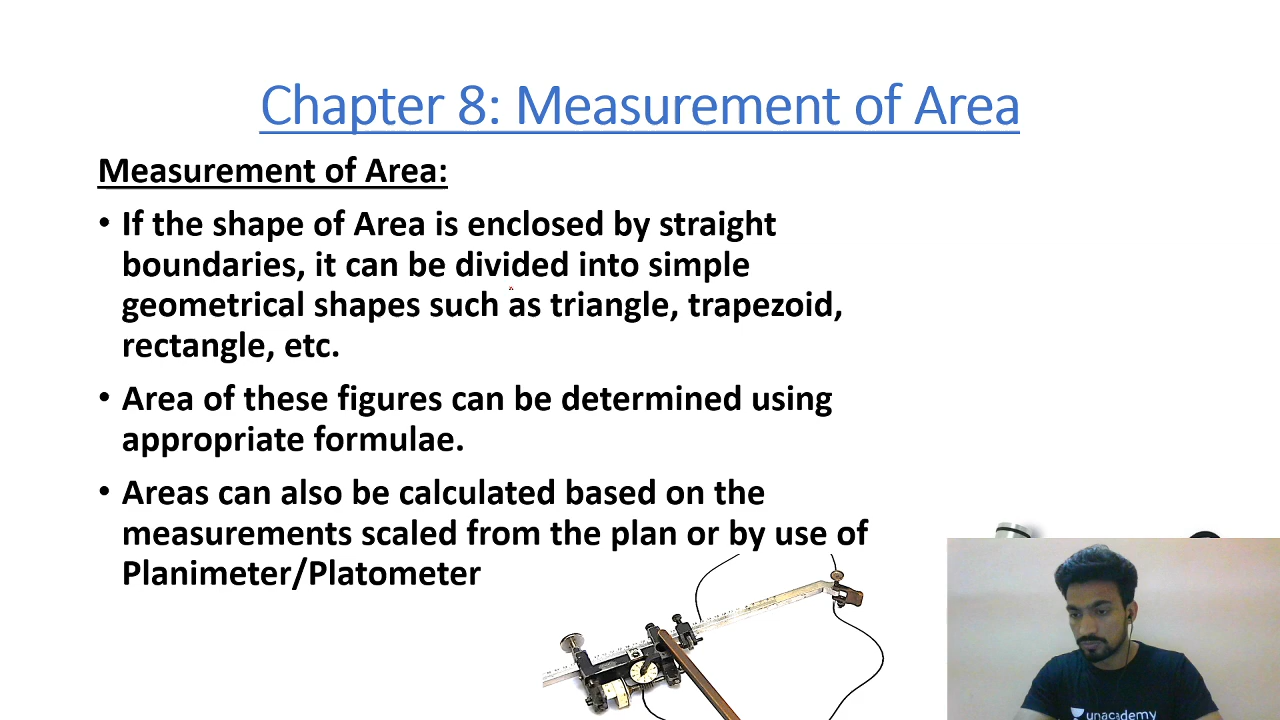 Chapter 8: Measurement of Area
Measurement of Area:
• If the shape of Area is enclosed by straight
boundaries, it can be divided into simple
geometrical shapes such as triangle, trapezoid,
rectangle, etc.
• Area of these figures can be determined using
appropriate formulae.
• Areas can also be calculated based on the
measurements scaled from the plan or by use of
Planimeter/Platometer
unacademy